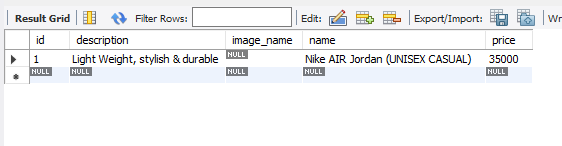 Result Grid Filter Rows: Edit: Export/Import: Wr
id description image_name name price
1 Light Weight, stylish & durable NULL Nike AIR Jordan (UNISEX CASUAL) 35000
NULL NULL NULL NULL NULL